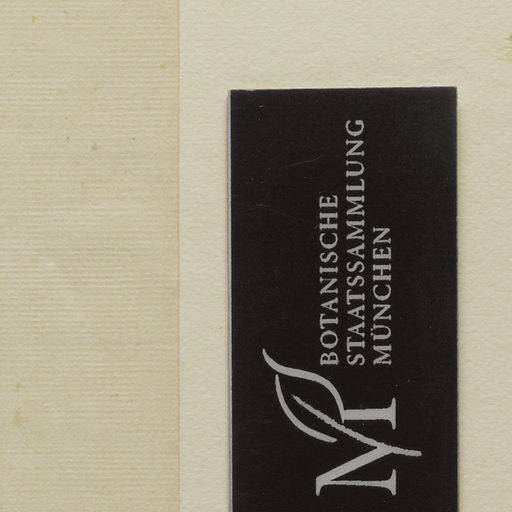 BOTANISCHE
STAATSSAMMLUNG
MÜNCHEN
M